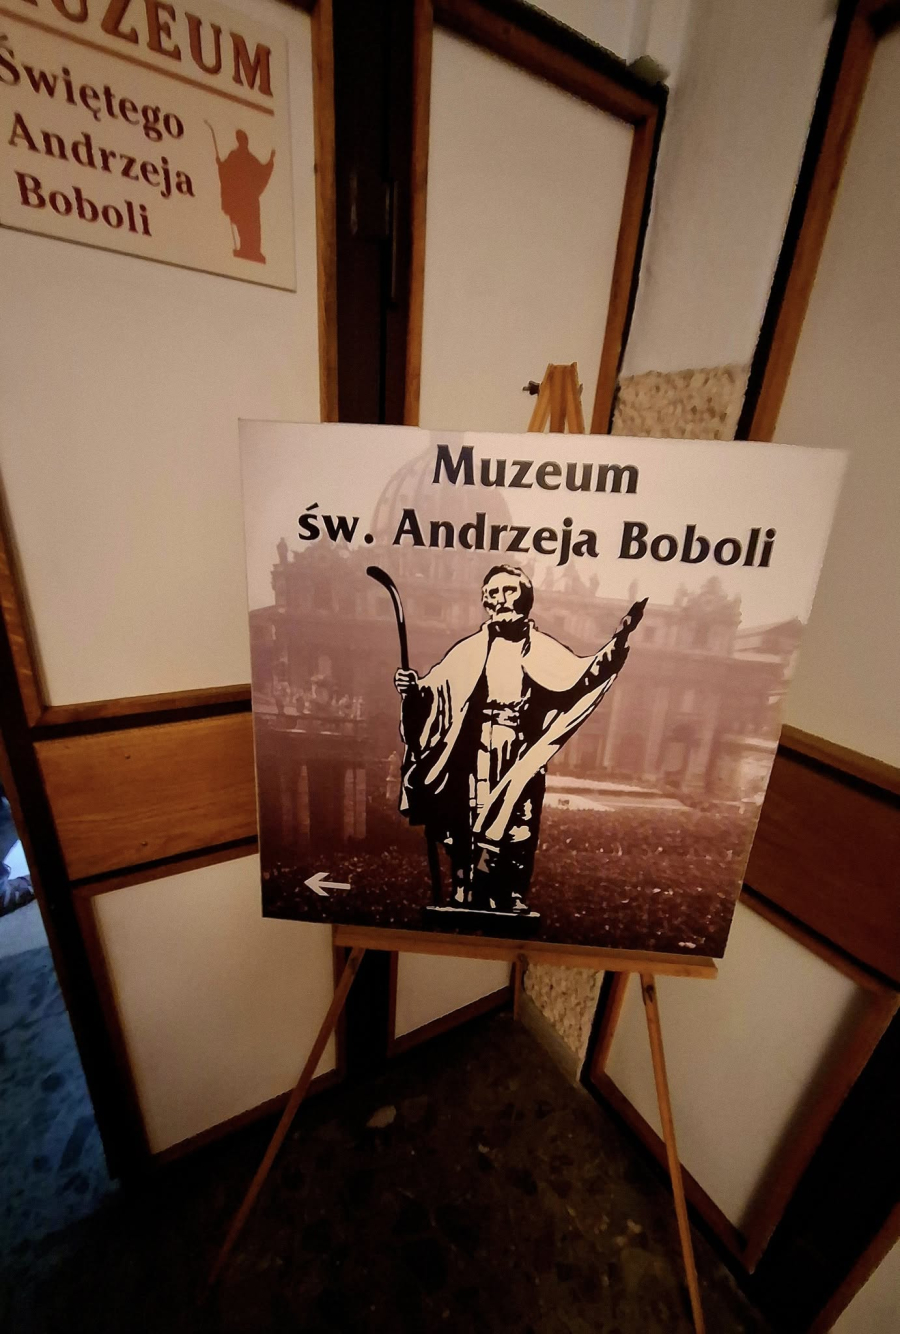 MUZEUM
Świętego
Andrzeja
Boboli
Muzeum
św. Andrzeja Boboli